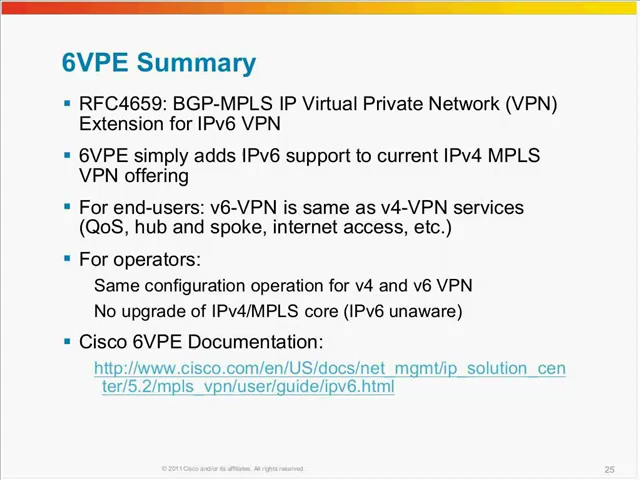 6VPE Summary
RFC4659: BGP-MPLS IP Virtual Private Network (VPN)
Extension for IPv6 VPN
6VPE simply adds IPv6 support to current IPv4 MPLS
VPN offering
For end-users: v6-VPN is same as v4-VPN services
(QoS, hub and spoke, internet access, etc.)
For operators:
Same configuration operation for v4 and v6 VPN
No upgrade of IPv4/MPLS core (IPv6 unaware)
Cisco 6VPE Documentation:
http://www.cisco.com/en/US/docs/net_mgmt/ip_solution_cen
ter/5.2/mpls_vpn/user/guide/ipv6.html
© 2011 Cisco and/or its affiliates. All rights reserved.
25